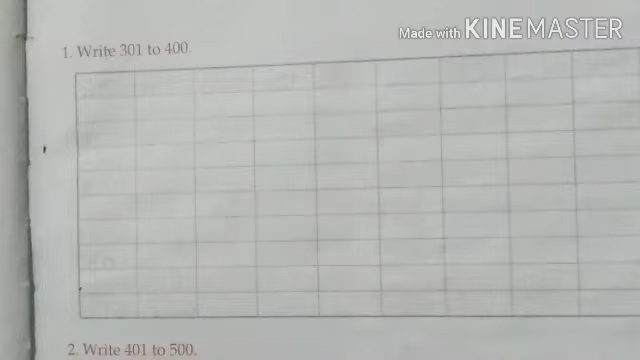 Made with KINEMASTER
1. Write 301 to 400.
2. Write 401 to 500.